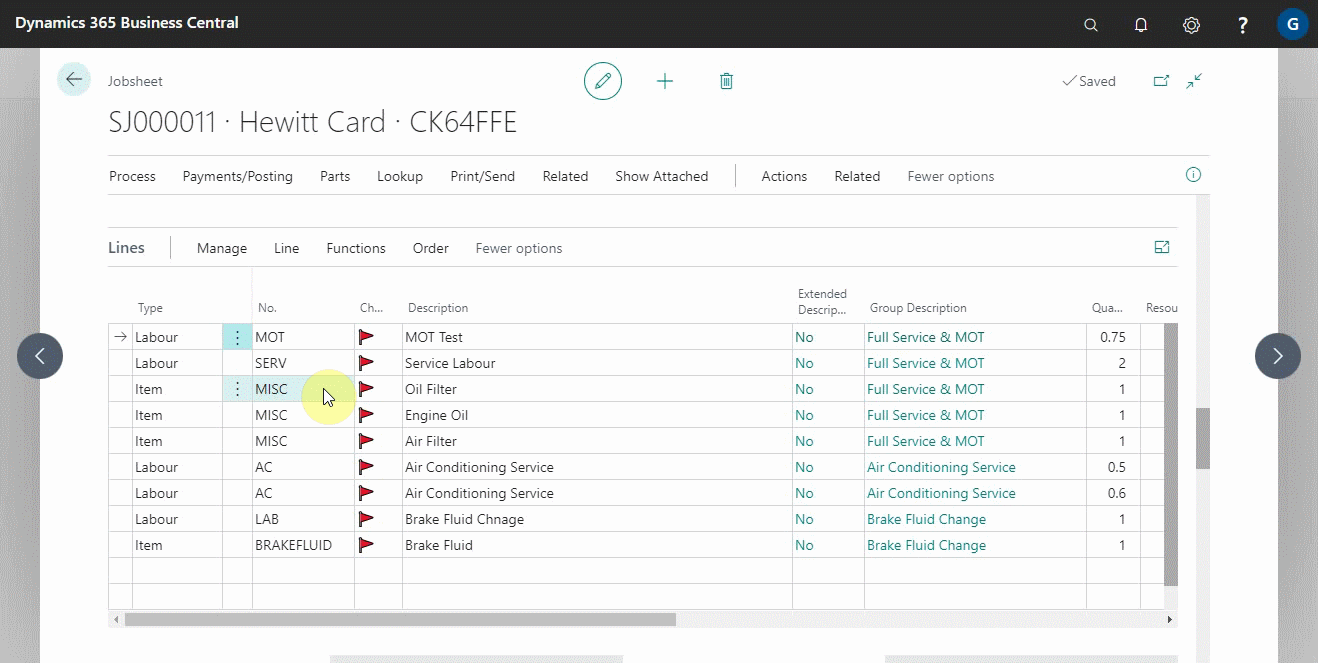 Dynamics 365 Business Central
?
G
Jobsheet
Saved
SJ000011 · Hewitt Card · CK64FFE
Process Payments/Posting Parts Lookup Print/Send Related Show Attached Actions Related Fewer options
Lines Manage Line Functions Order Fewer options
Type No. Ch... Description Extended Descrip... Group Description Qua... Resou
Labour MOT MOT Test No Full Service & MOT 0.75
Labour SERV Service Labour No Full Service & MOT 2
Item MISC Oil Filter No Full Service & MOT 1
Item MISC Engine Oil No Full Service & MOT 1
Item MISC Air Filter No Full Service & MOT 1
Labour AC Air Conditioning Service No Air Conditioning Service 0.5
Labour AC Air Conditioning Service No Air Conditioning Service 0.6
Labour LAB Brake Fluid Chnage No Brake Fluid Change 1
Item BRAKEFLUID Brake Fluid No Brake Fluid Change 1